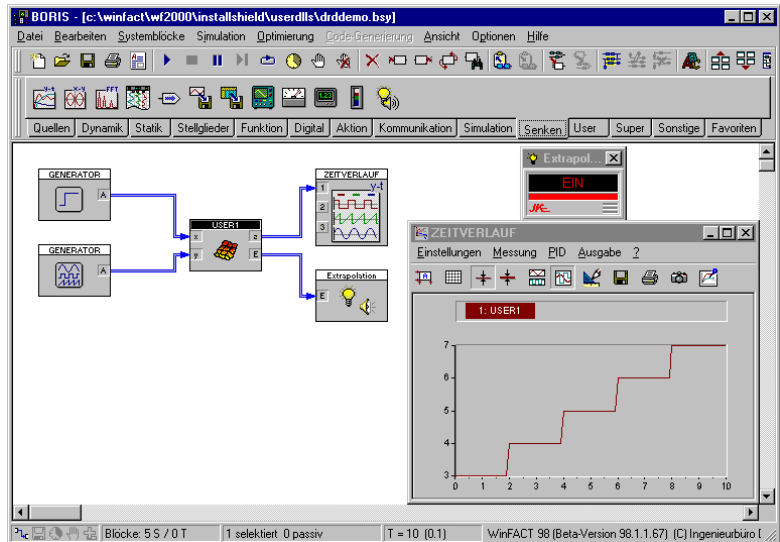 BORIS - [c:\winfact\wf2000\installshield\userdlls\drddemo.bsy]
Datei Bearbeiten Systemblöcke Simulation Optimierung Code-Generierung Ansicht Optionen Hilfe
y-t x-y FFT
Quellen Dynamik Statik Stellglieder Funktion Digital Aktion Kommunikation Simulation Senken User Super Sonstige Favoriten
GENERATOR
A
GENERATOR
A
USER1
x z
y E
ZEITVERLAUF
1 y-t
2
3
Extrapolation
E
Extrapol...
EIN
ZEITVERLAUF
Einstellungen Messung PID Ausgabe ?
1: USER1
7
6
5
4
3
0 1 2 3 4 5 6 7 8 9 10
Blöcke: 5 S / 0 T 1 selektiert 0 passiv T = 10 (0.1) WinFACT 98 (Beta-Version 98.1.1.67) (C) Ingenieurbüro